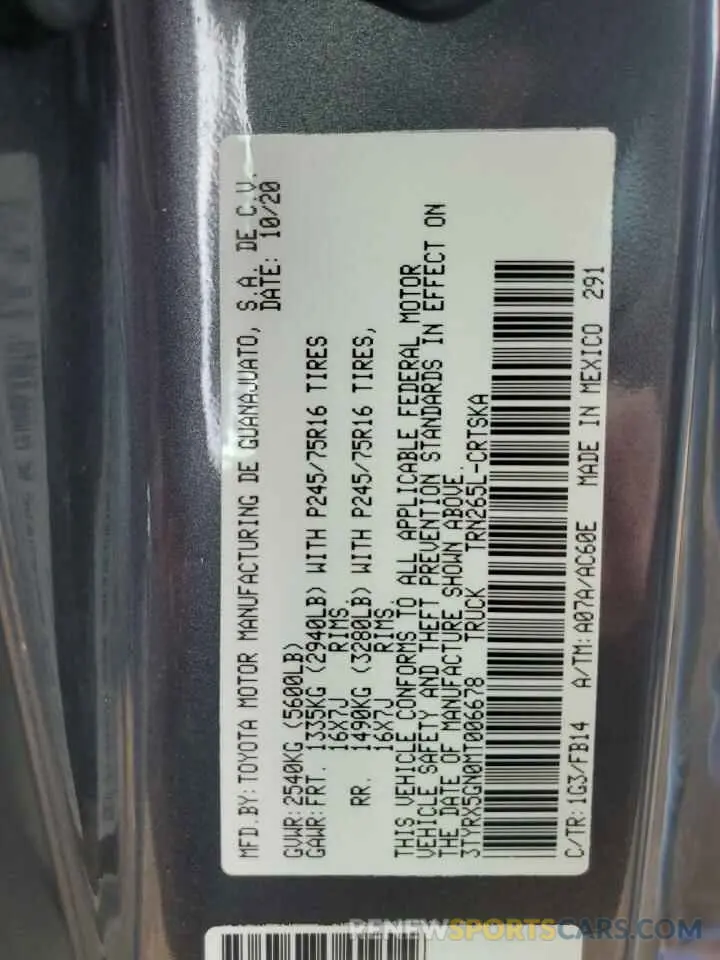 MFD.BY:TOYOTA MOTOR MANUFACTURING DE GUANAJUATO, S.A. DE C.V.
DATE: 10/20
GVWR:2540KG(5600LB)
GAWR:FRT. 1335KG(2940LB) WITH P245/75R16 TIRES
16X7J RIMS.
RR. 1490KG(3280LB) WITH P245/75R16 TIRES,
16X7J RIMS.
THIS VEHICLE CONFORMS TO ALL APPLICABLE FEDERAL MOTOR
VEHICLE SAFETY AND THEFT PREVENTION STANDARDS IN EFFECT ON
THE DATE OF MANUFACTURE SHOWN ABOVE.
3TYRX5GN0MT006678 TRUCK TRN265L-CRTSKA
C/TR:1G3/FB14 A/TM:A07A/AC60E MADE IN MEXICO 291
RENEWSPORTSCARS.COM